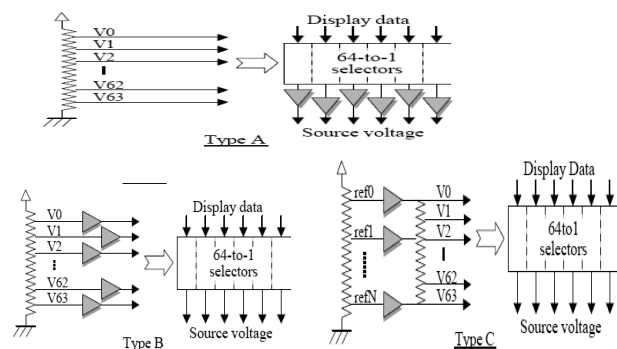 V0
V1
V2
V62
V63
Display data
64-to-1
selectors
Source voltage
Type A
V0
V1
V2
V62
V63
Display data
64-to-1
selectors
Source voltage
Type B
ref0
ref1
refN
V0
V1
V2
V62
V63
Display Data
64to1
selectors
Source voltage
Type C